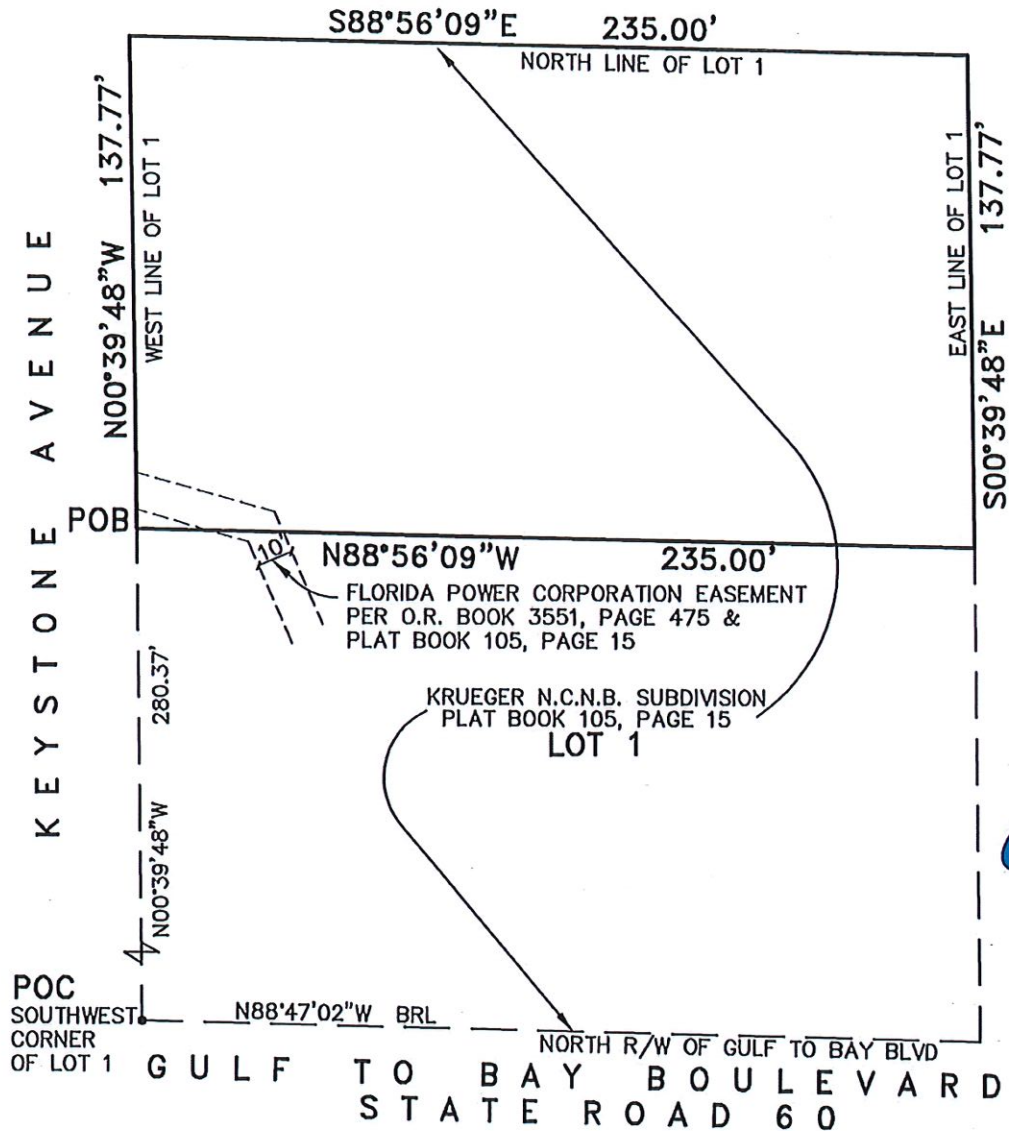 S88°56'09"E 235.00'
NORTH LINE OF LOT 1
N00°39'48"W 137.77'
WEST LINE OF LOT 1
EAST LINE OF LOT 1
S00°39'48"E 137.77'
KEYSTONE AVENUE
POB
10'
N88°56'09"W 235.00'
FLORIDA POWER CORPORATION EASEMENT
PER O.R. BOOK 3551, PAGE 475 &
PLAT BOOK 105, PAGE 15
N00°39'48"W 280.37'
KRUEGER N.C.N.B. SUBDIVISION
PLAT BOOK 105, PAGE 15
LOT 1
POC
SOUTHWEST
CORNER
OF LOT 1
N88°47'02"W BRL
NORTH R/W OF GULF TO BAY BLVD
GULF TO BAY BOULEVARD
STATE ROAD 60